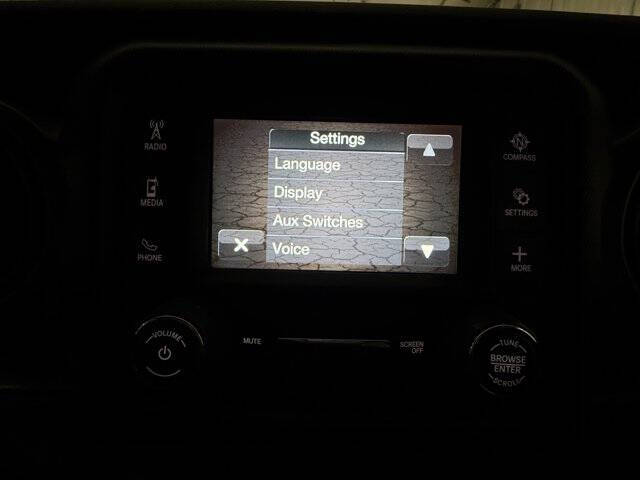 Settings
Language
Display
Aux Switches
Voice
RADIO
MEDIA
PHONE
N
COMPASS
SETTINGS
MORE
VOLUME
MUTE
SCREEN
OFF
TUNE
BROWSE
ENTER
SCROLL